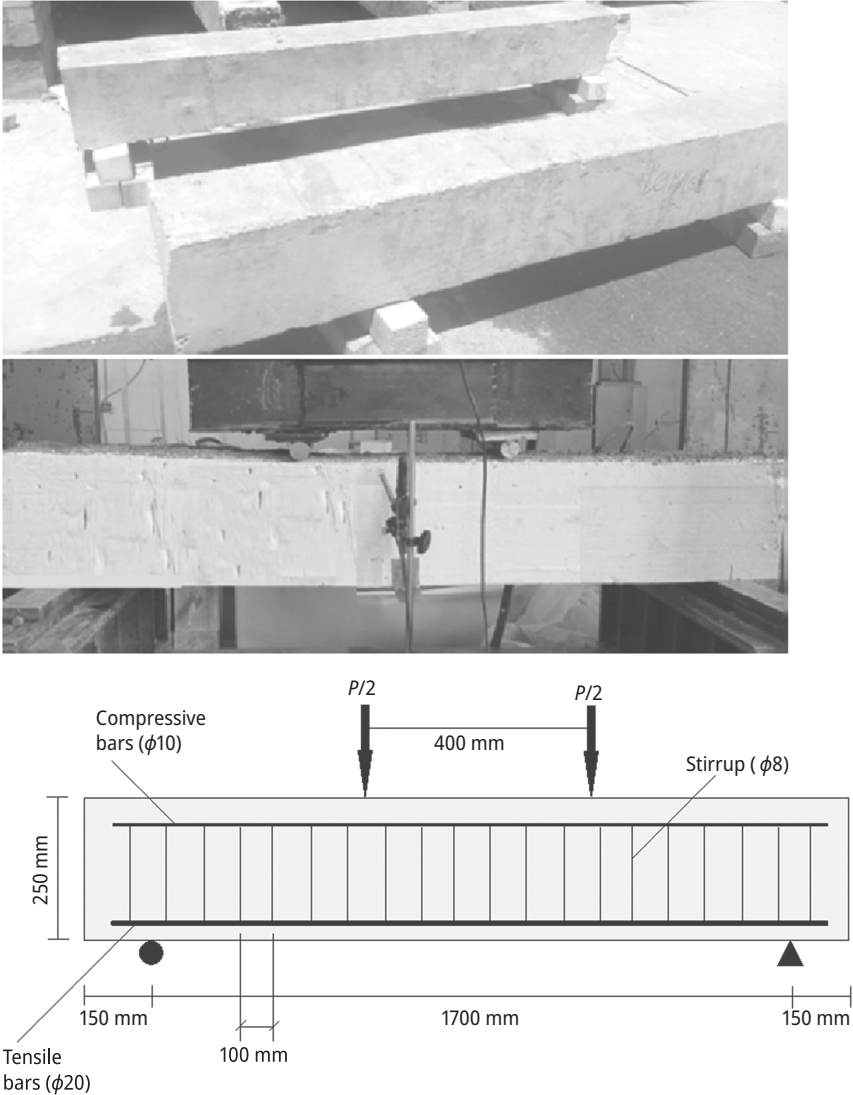 P/2
P/2
Compressive
bars (ϕ10)
400 mm
Stirrup ( ϕ8)
250 mm
150 mm
1700 mm
150 mm
100 mm
Tensile
bars (ϕ20)